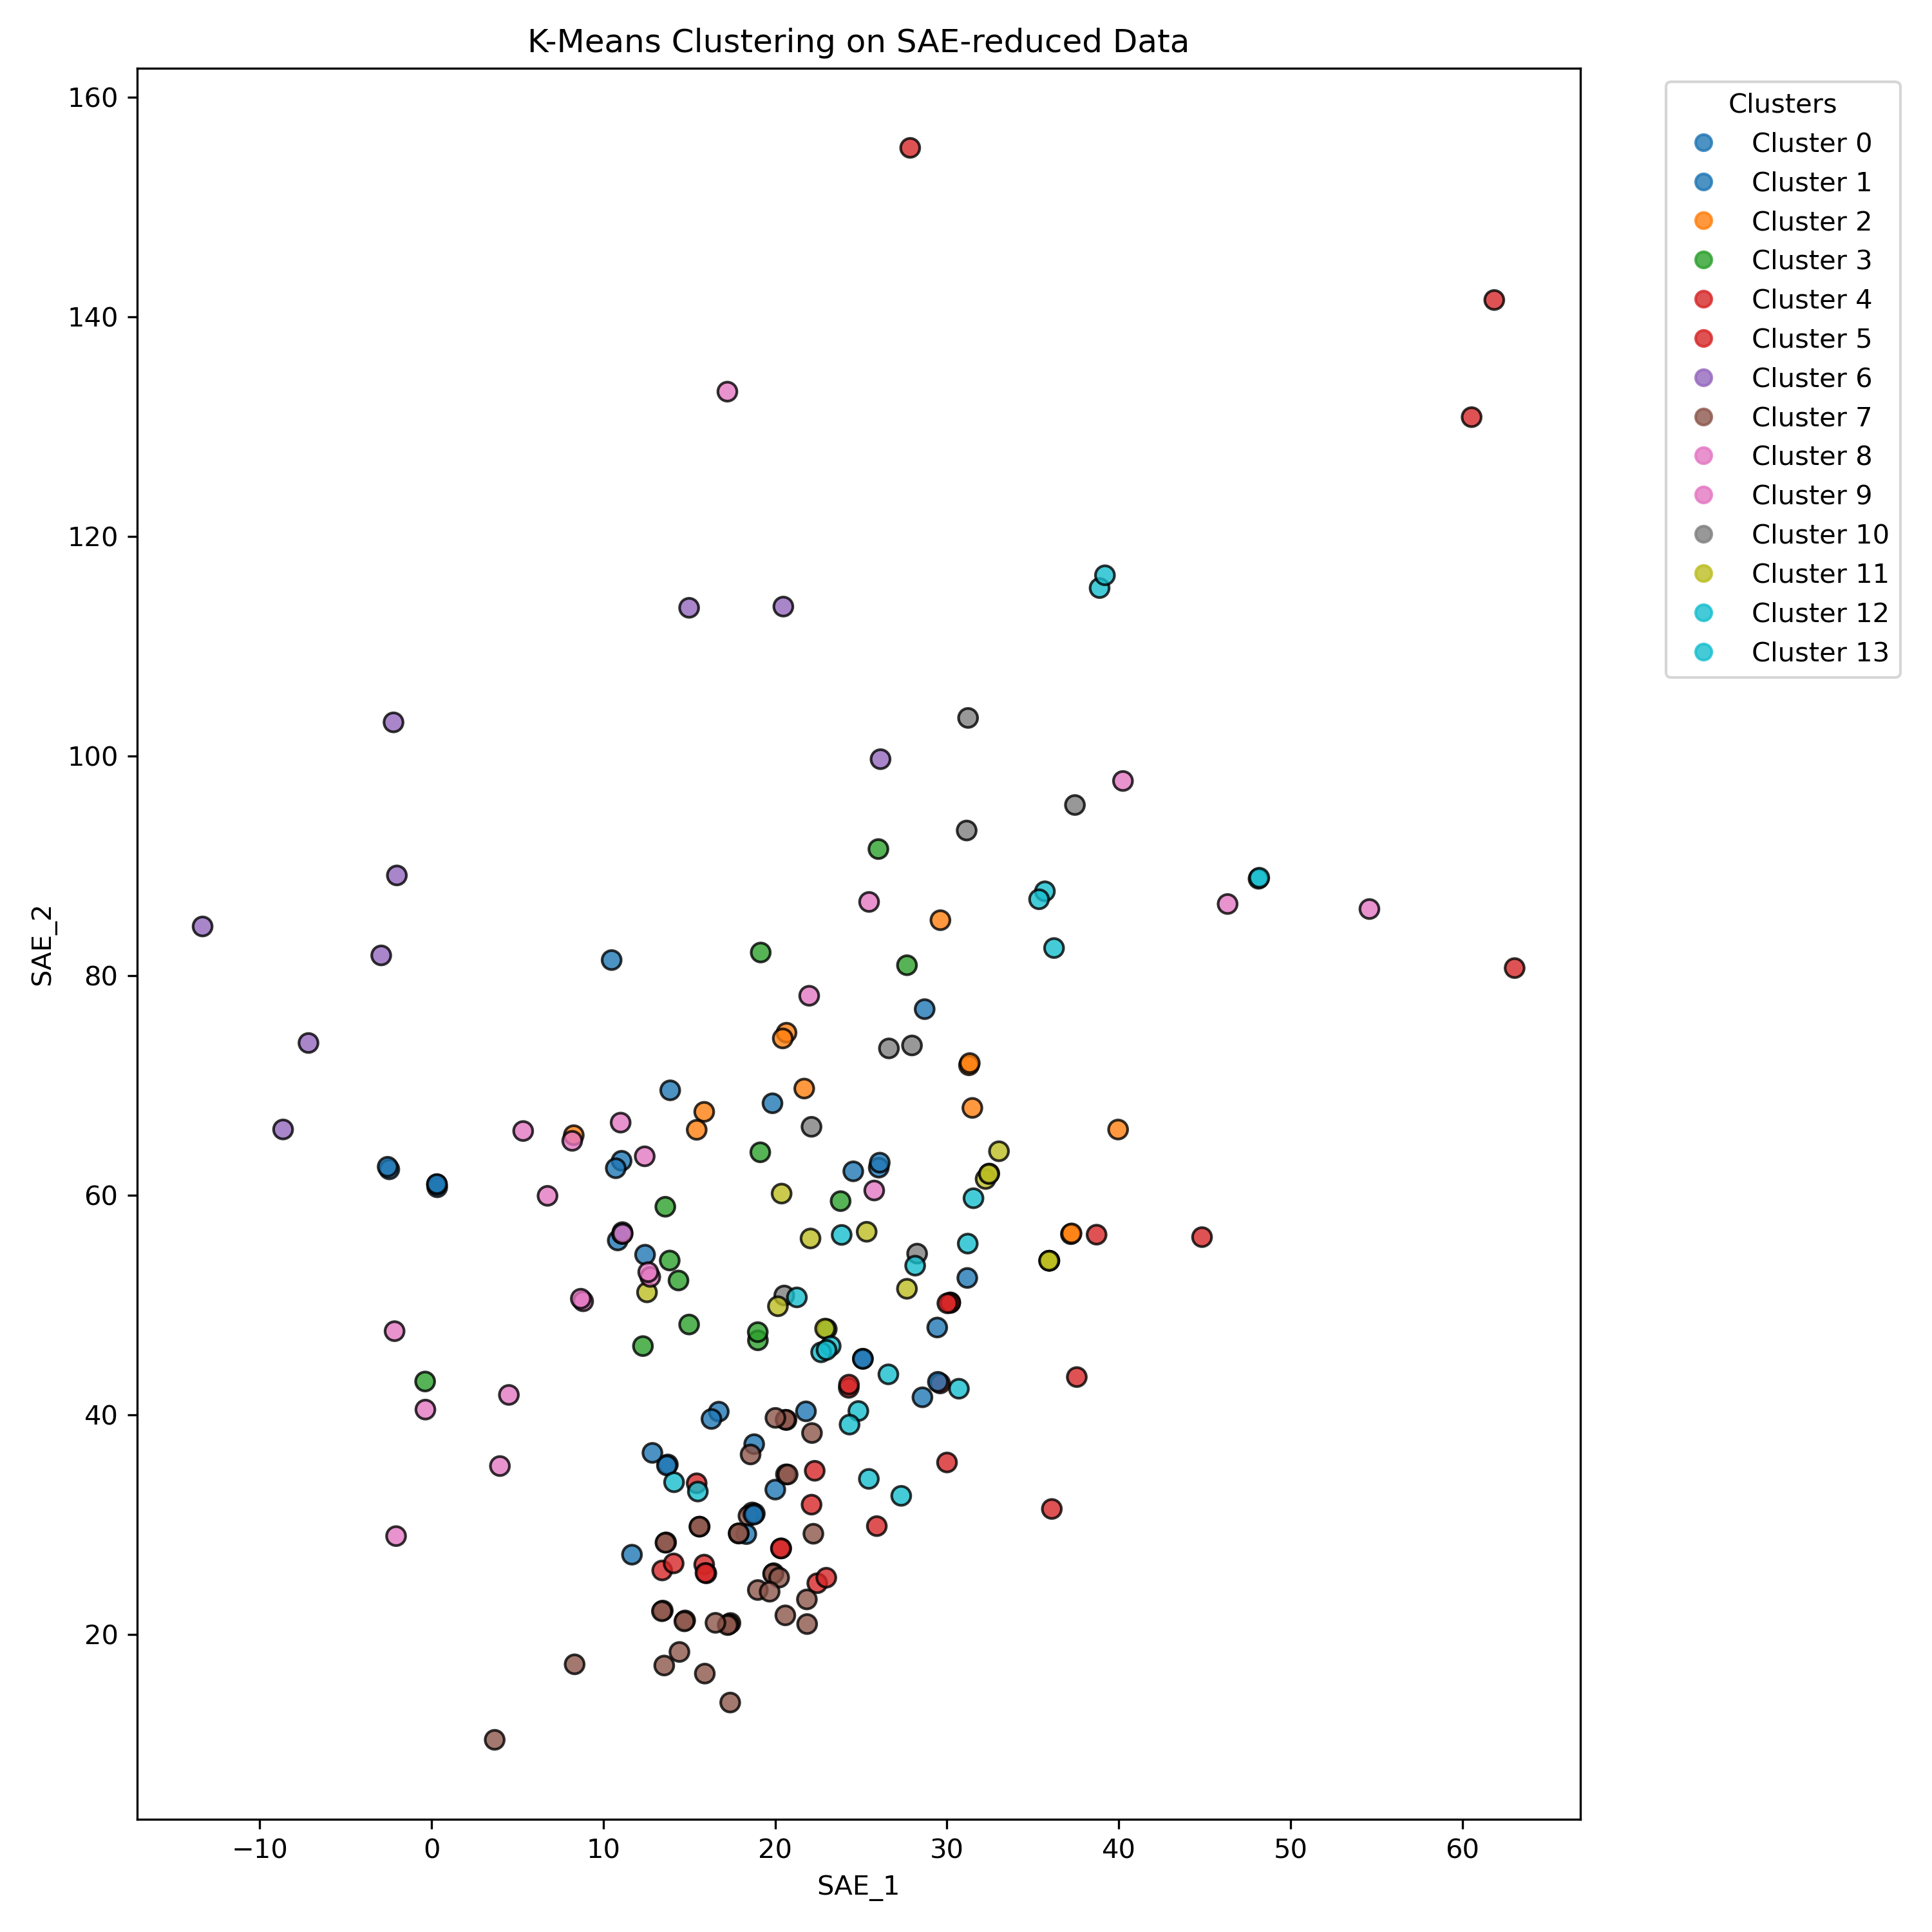 K-Means Clustering on SAE-reduced Data
160
140
120
100
80
60
40
20
SAE_2
−10
0
10
20
30
40
50
60
SAE_1
Clusters
Cluster 0
Cluster 1
Cluster 2
Cluster 3
Cluster 4
Cluster 5
Cluster 6
Cluster 7
Cluster 8
Cluster 9
Cluster 10
Cluster 11
Cluster 12
Cluster 13